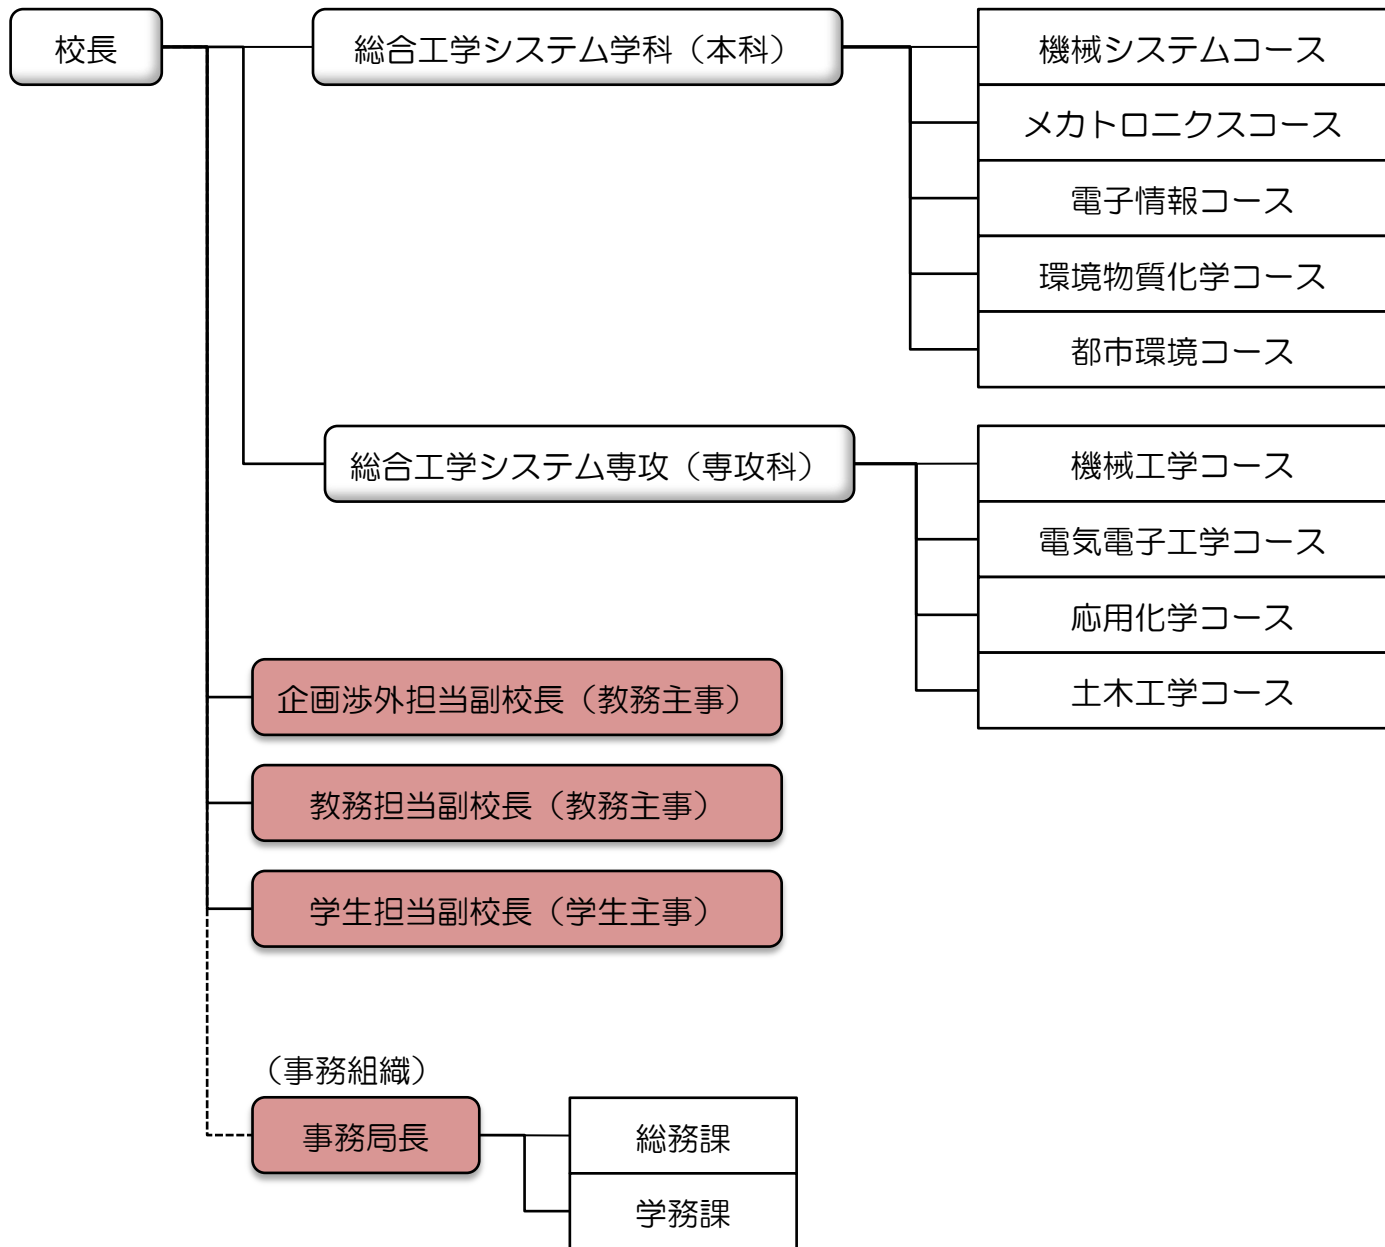 校長
総合工学システム学科（本科）
機械システムコース
メカトロニクスコース
電子情報コース
環境物質化学コース
都市環境コース
総合工学システム専攻（専攻科）
機械工学コース
電気電子工学コース
応用化学コース
土木工学コース
企画渉外担当副校長（教務主事）
教務担当副校長（教務主事）
学生担当副校長（学生主事）
（事務組織）
事務局長
総務課
学務課